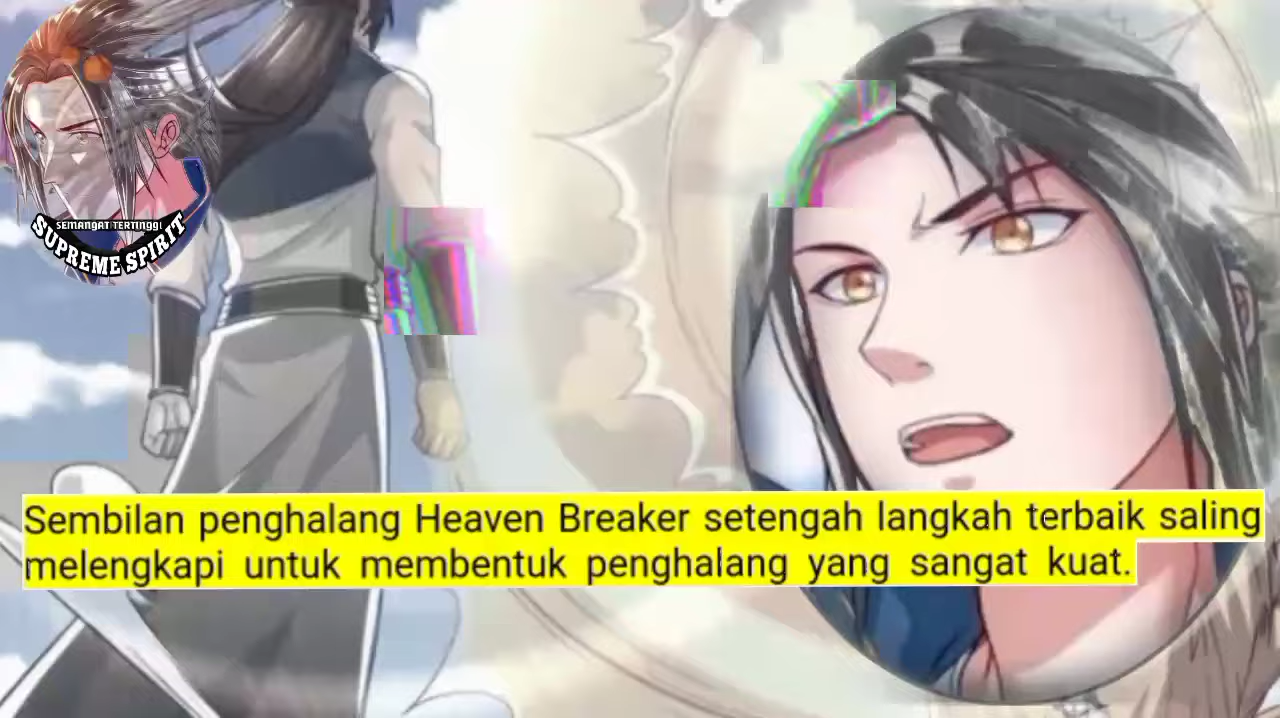 SEMANGAT TERTINGGI
SUPREME SPIRIT
Sembilan penghalang Heaven Breaker setengah langkah terbaik saling
melengkapi untuk membentuk penghalang yang sangat kuat.